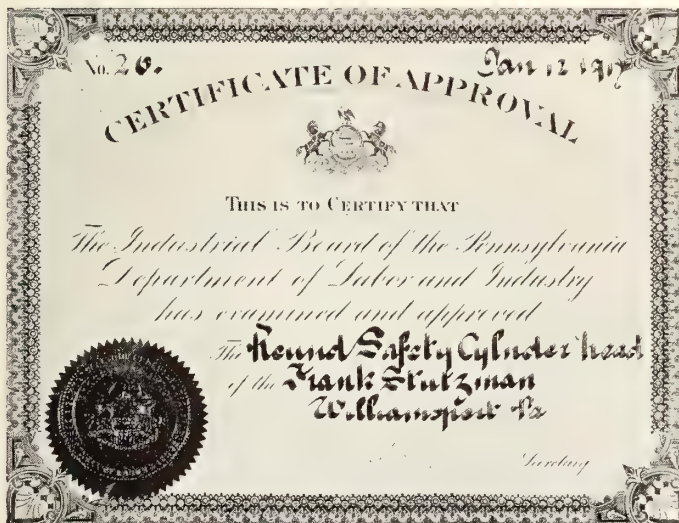 No. 20.
Jan 12 1917
CERTIFICATE OF APPROVAL
THIS IS TO CERTIFY THAT
The Industrial Board of the Pennsylvania
Department of Labor and Industry
has examined and approved
The Round Safety Cylinder head
of the Frank Stutzman
Williamsport Pa
Secretary